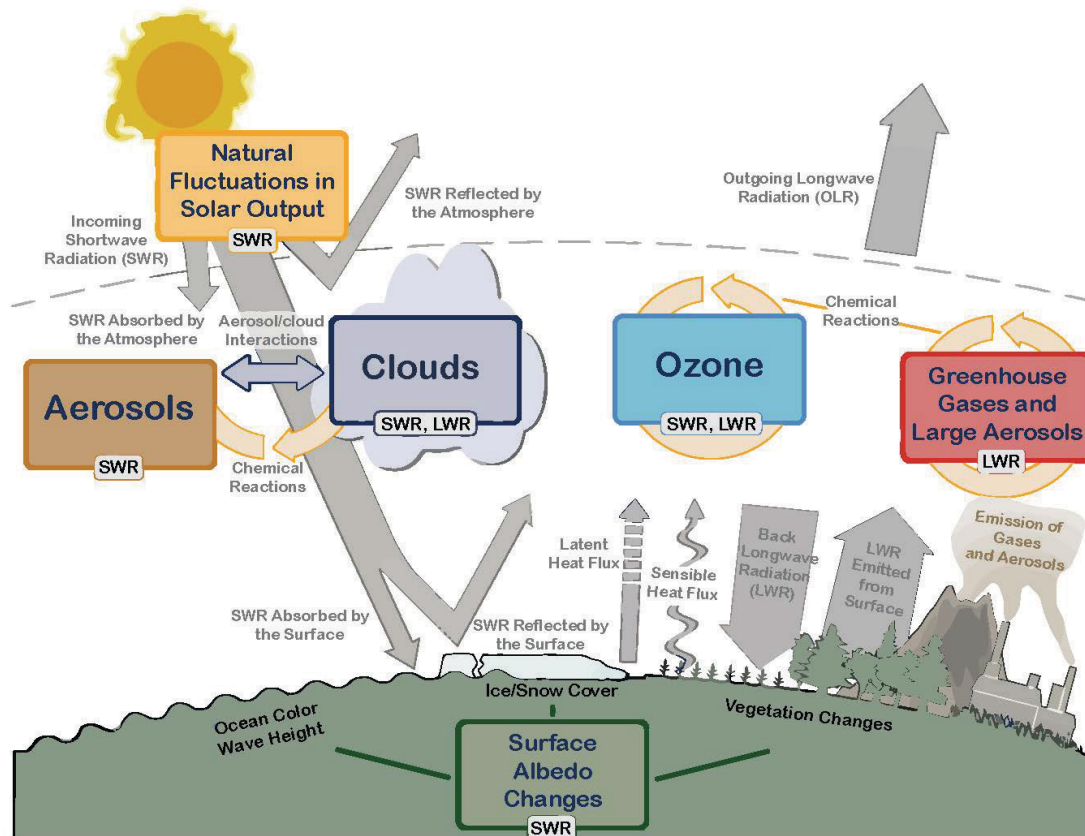 Natural
Fluctuations in
Solar Output
SWR
Incoming
Shortwave
Radiation (SWR)
SWR Reflected by
the Atmosphere
Outgoing Longwave
Radiation (OLR)
SWR Absorbed by
the Atmosphere
Aerosol/cloud
Interactions
Chemical
Reactions
Aerosols
SWR
Clouds
SWR, LWR
Ozone
SWR, LWR
Greenhouse
Gases and
Large Aerosols
LWR
Chemical
Reactions
Latent
Heat Flux
Sensible
Heat Flux
Back
Longwave
Radiation
(LWR)
LWR
Emitted
from
Surface
Emission of
Gases
and Aerosols
SWR Absorbed by
the Surface
SWR Reflected by
the Surface
Ice/Snow Cover
Ocean Color
Wave Height
Vegetation Changes
Surface
Albedo
Changes
SWR